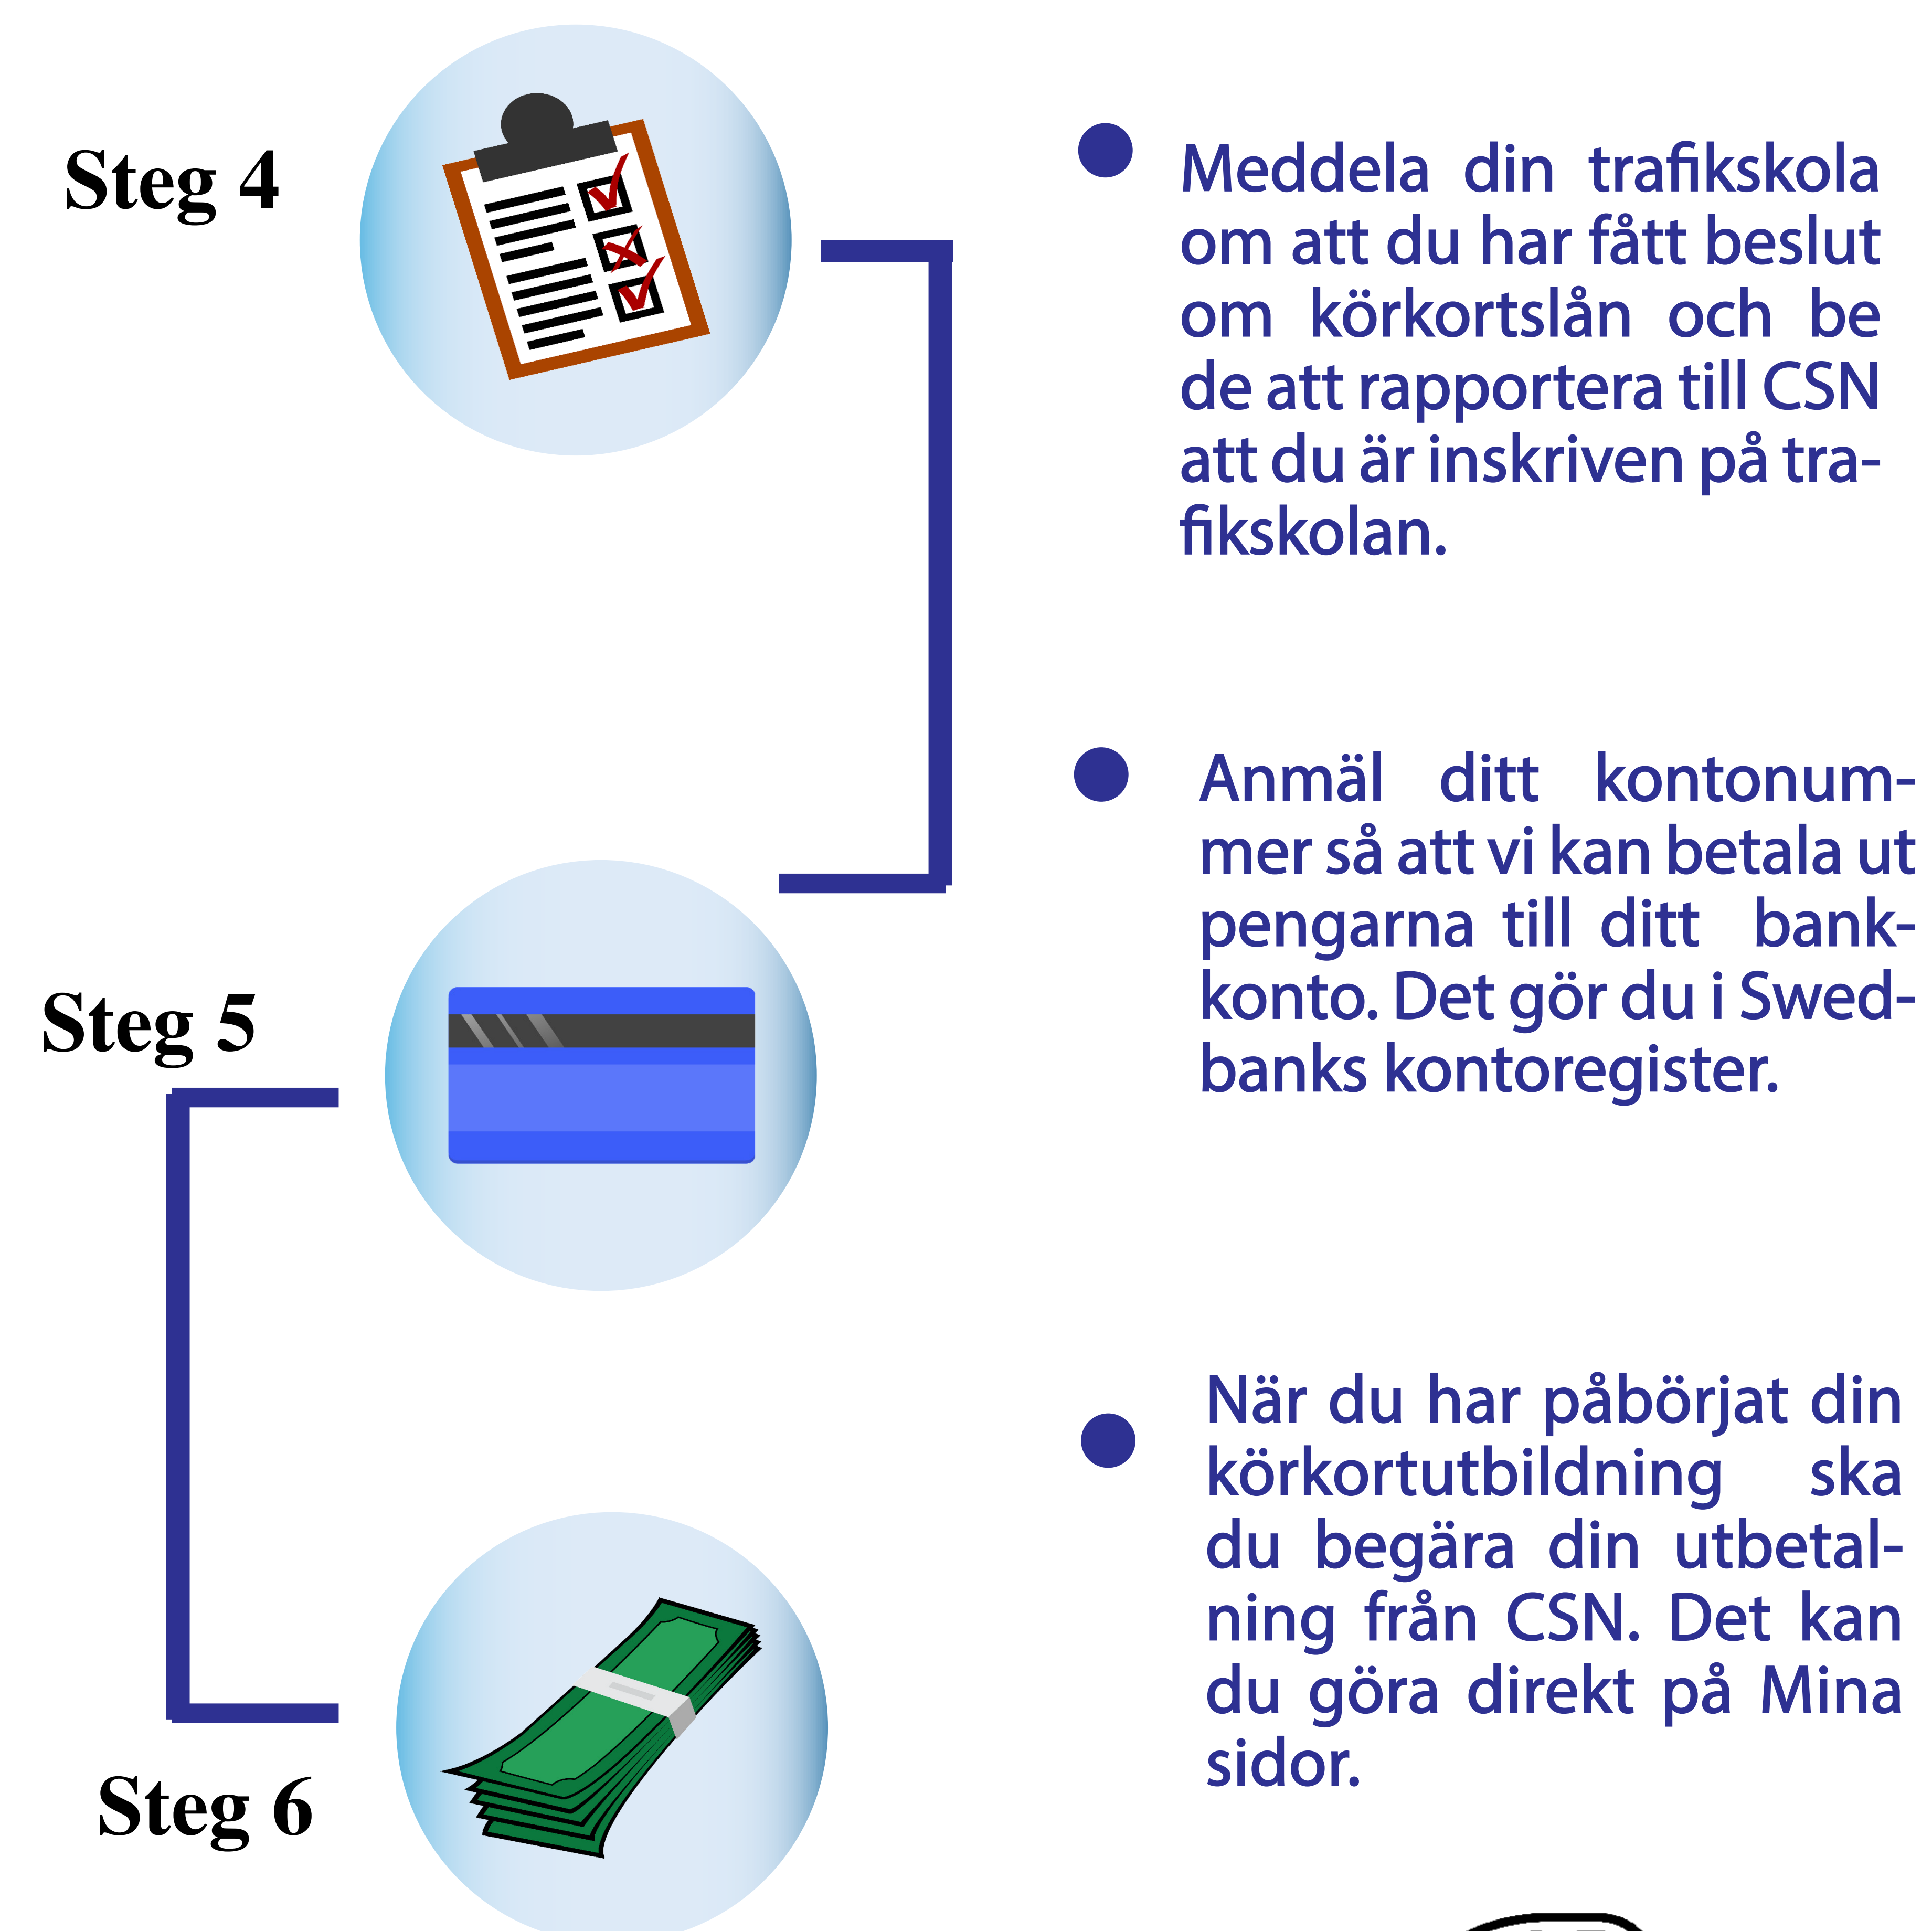 Steg 4
Meddela din trafikskola
om att du har fått beslut
om körkortslån och be
de att rapportera till CSN
att du är inskriven på tra-
fikskolan.
Steg 5
Anmäl ditt kontonum-
mer så att vi kan betala ut
pengarna till ditt bank-
konto. Det gör du i Swed-
banks kontoregister.
Steg 6
När du har påbörjat din
körkortutbildning ska
du begära din utbetal-
ning från CSN. Det kan
du göra direkt på Mina
sidor.